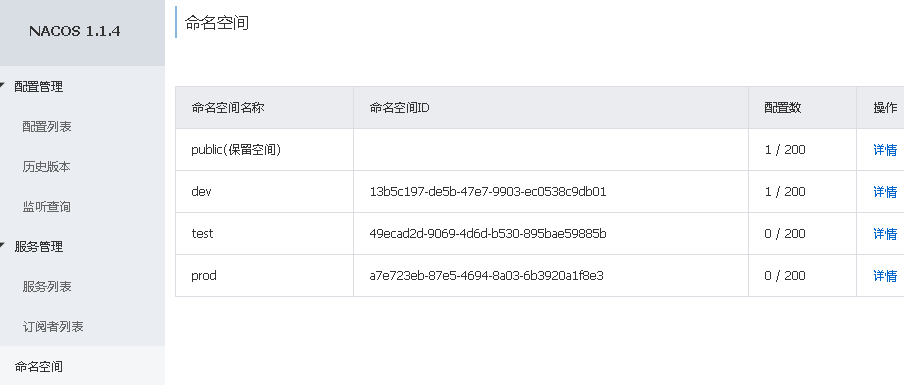 NACOS 1.1.4
配置管理
配置列表
历史版本
监听查询
服务管理
服务列表
订阅者列表
命名空间
命名空间
命名空间名称 命名空间ID 配置数 操作
public(保留空间) 1 / 200 详情
dev 13b5c197-de5b-47e7-9903-ec0538c9db01 1 / 200 详情
test 49ecad2d-9069-4d6d-b530-895bae59885b 0 / 200 详情
prod a7e723eb-87e5-4694-8a03-6b3920a1f8e3 0 / 200 详情